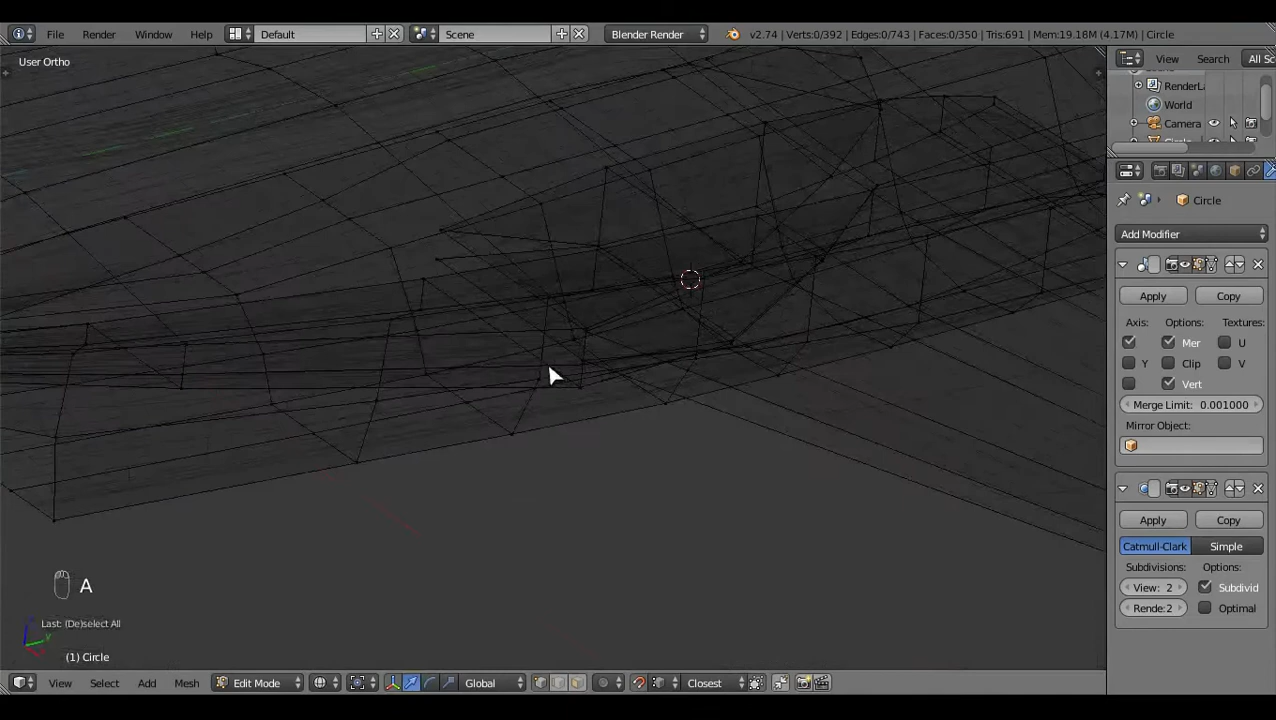 File Render Window Help Default Scene Blender Render v2.74 | Verts:0/392 | Edges:0/743 | Faces:0/350 | Tris:691 | Mem:19.18M (4.17M) | Circle
User Ortho
View Search All Sc
RenderLa
World
Camera
Circle
Add Modifier
Apply Copy
Axis: Options: Textures:
X Mer U
Y Clip V
Z Vert
Merge Limit: 0.001000
Mirror Object:
Apply Copy
Catmull-Clark Simple
Subdivisions: Options:
View: 2 Subdivid
Rende:2 Optimal
A
Last: (De)select All
y
(1) Circle
View Select Add Mesh Edit Mode Global Closest